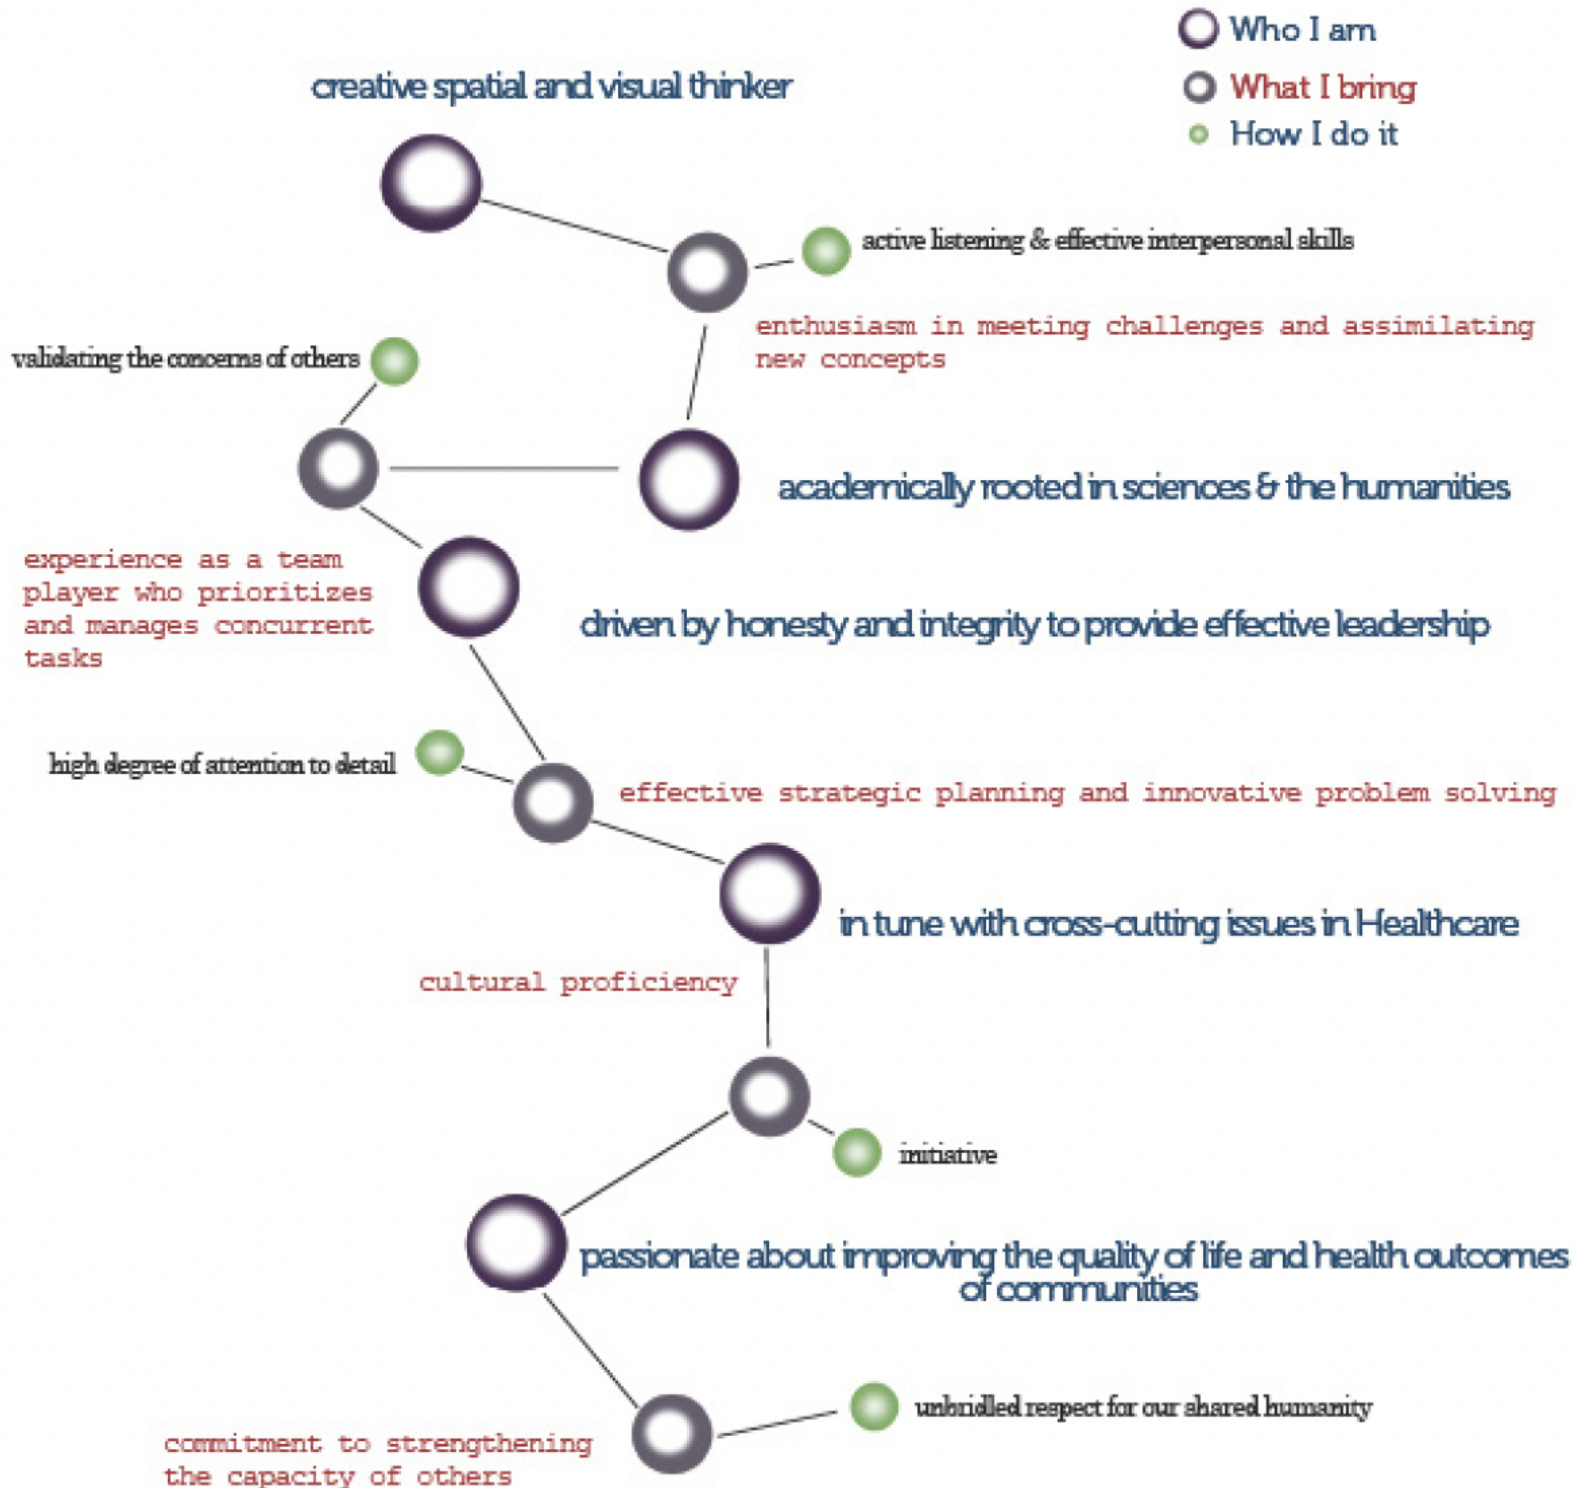 Who I am
What I bring
How I do it
creative spatial and visual thinker
active listening & effective interpersonal skills
enthusiasm in meeting challenges and assimilating
new concepts
validating the concerns of others
academically rooted in sciences & the humanities
experience as a team
player who prioritizes
and manages concurrent
tasks
driven by honesty and integrity to provide effective leadership
high degree of attention to detail
effective strategic planning and innovative problem solving
in tune with cross-cutting issues in Healthcare
cultural proficiency
initiative
passionate about improving the quality of life and health outcomes
of communities
unbridled respect for our shared humanity
commitment to strengthening
the capacity of others